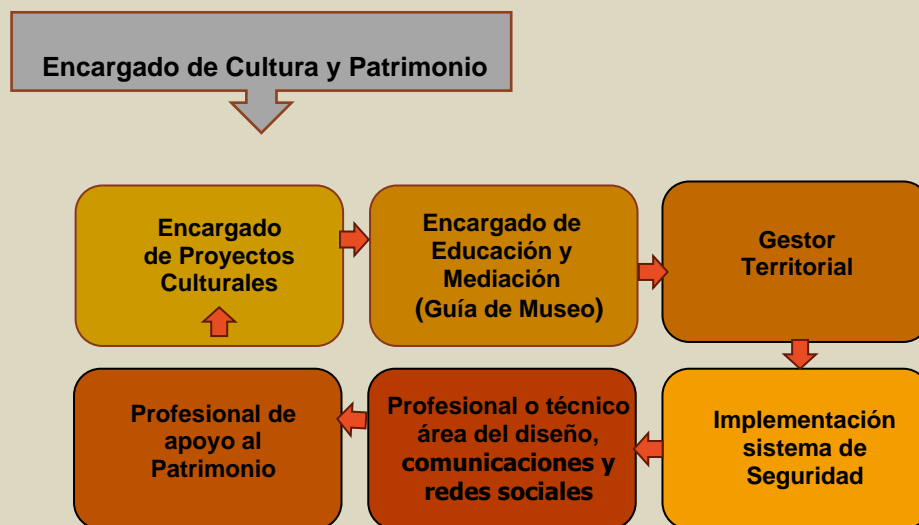 Encargado de Cultura y Patrimonio
Encargado
de Proyectos
Culturales
Encargado de
Educación y
Mediación
(Guía de Museo)
Gestor
Territorial
Profesional de
apoyo al
Patrimonio
Profesional o técnico
área del diseño,
comunicaciones y
redes sociales
Implementación
sistema de
Seguridad